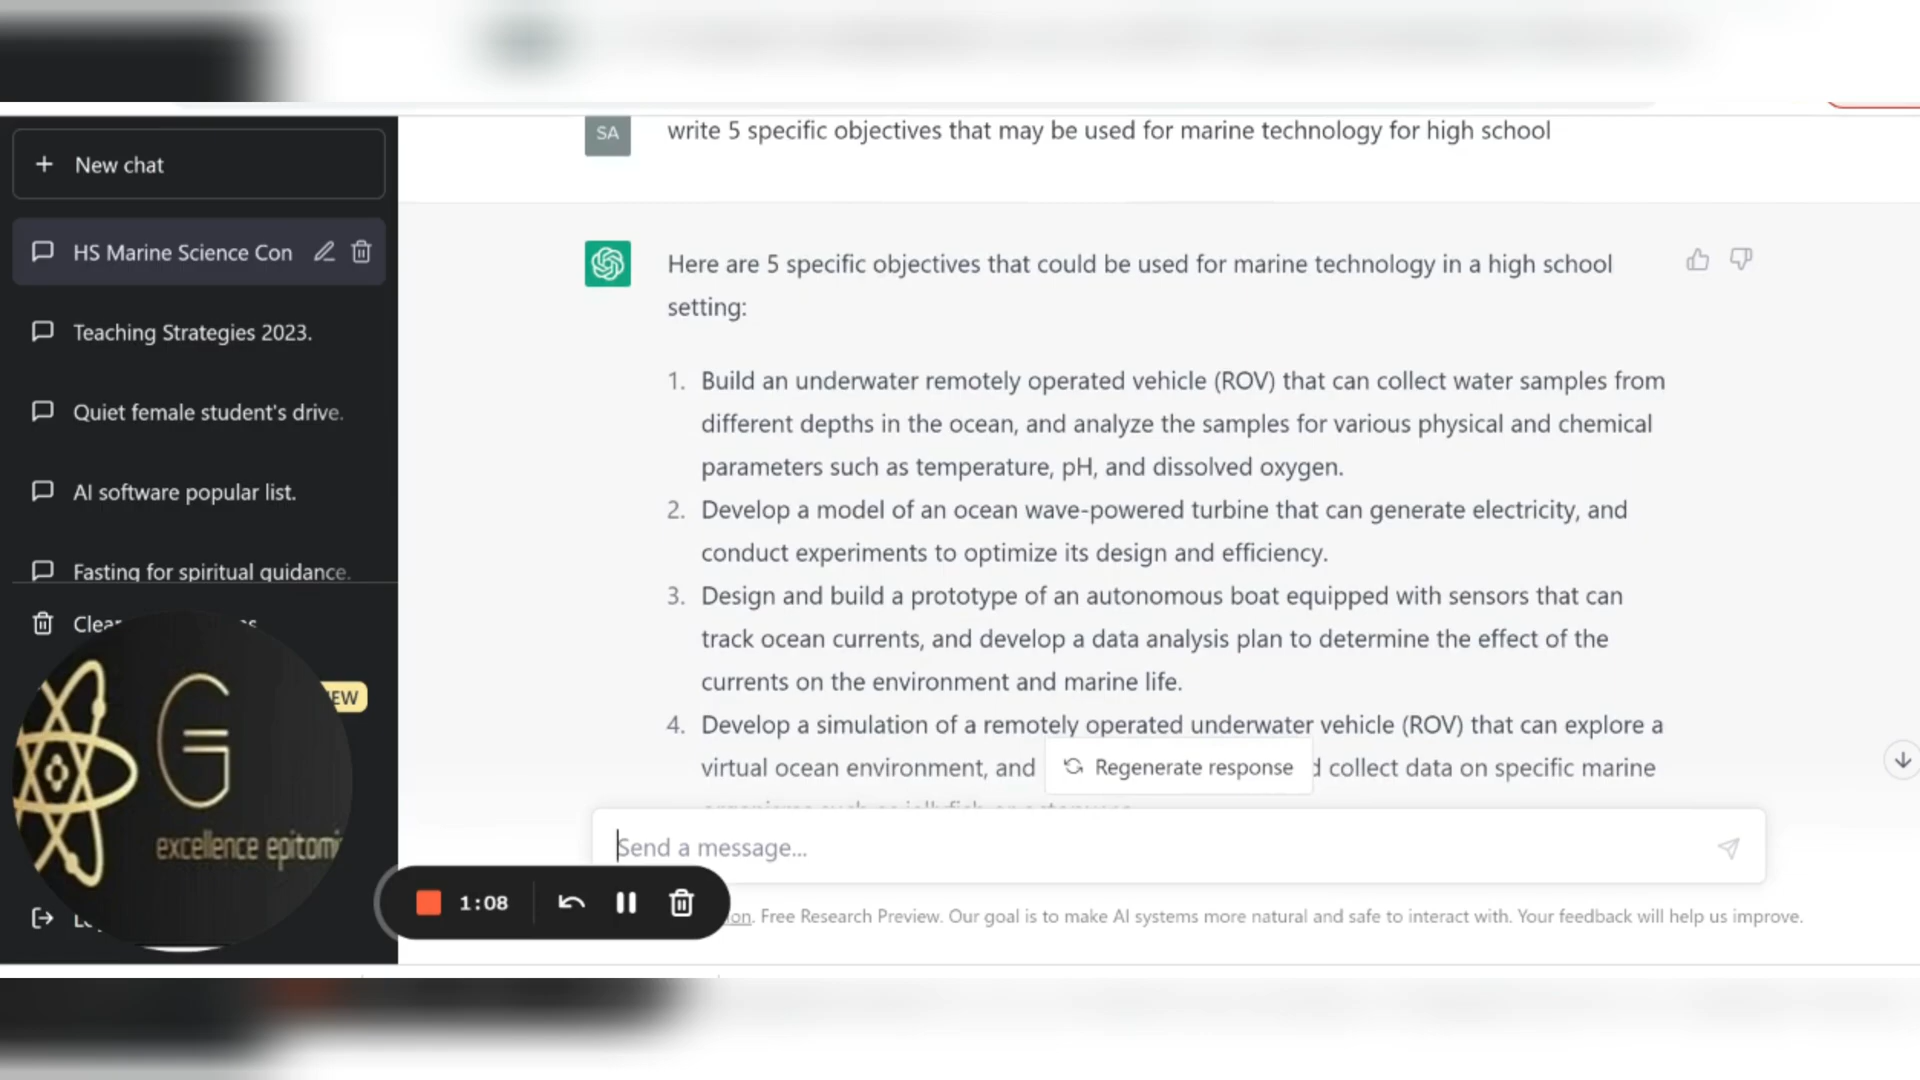 SA
write 5 specific objectives that may be used for marine technology for high school
New chat
HS Marine Science Con
Teaching Strategies 2023.
Quiet female student's drive.
AI software popular list.
Fasting for spiritual guidance.
Here are 5 specific objectives that could be used for marine technology in a high school
setting:
1. Build an underwater remotely operated vehicle (ROV) that can collect water samples from
different depths in the ocean, and analyze the samples for various physical and chemical
parameters such as temperature, pH, and dissolved oxygen.
2. Develop a model of an ocean wave-powered turbine that can generate electricity, and
conduct experiments to optimize its design and efficiency.
3. Design and build a prototype of an autonomous boat equipped with sensors that can
track ocean currents, and develop a data analysis plan to determine the effect of the
currents on the environment and marine life.
4. Develop a simulation of a remotely operated underwater vehicle (ROV) that can explore a
virtual ocean environment, and
collect data on specific marine
Regenerate response
Send a message...
G
excellence
1:08
Free Research Preview. Our goal is to make AI systems more natural and safe to interact with. Your feedback will help us improve.